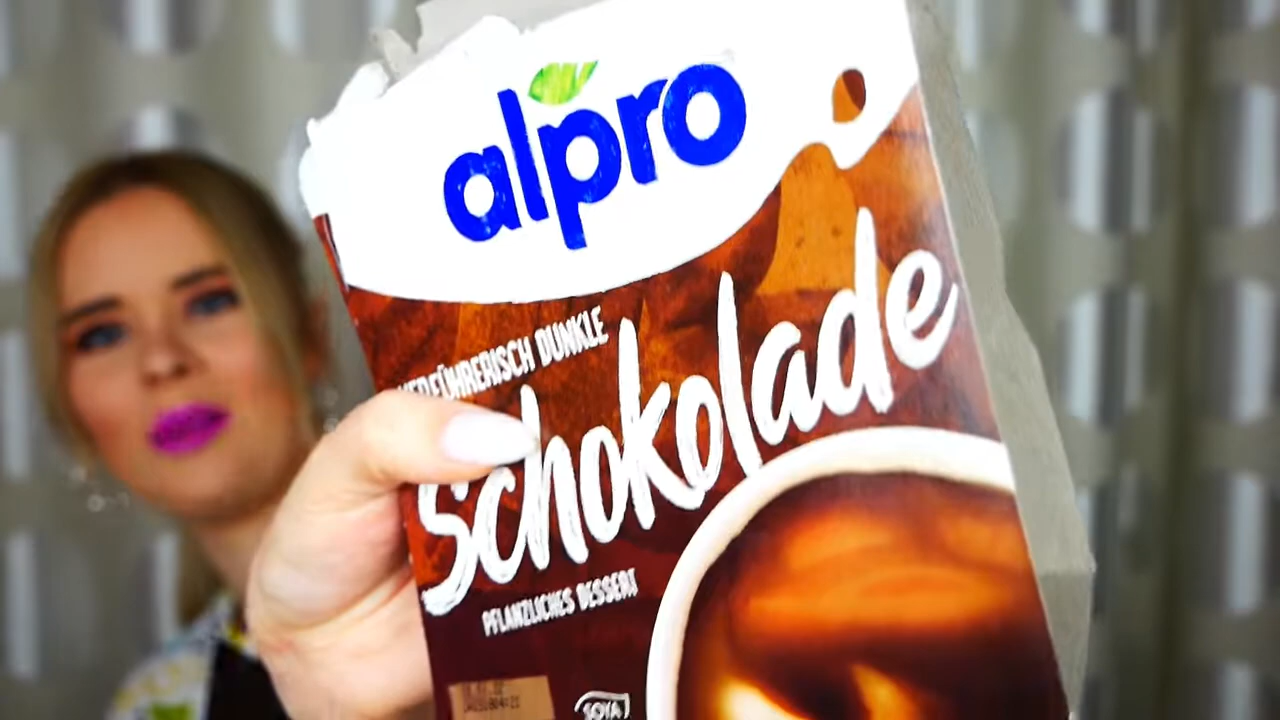 alpro
VERFÜHRERISCH DUNKLE
Schokolade
PFLANZLICHES DESSERT
SOYA